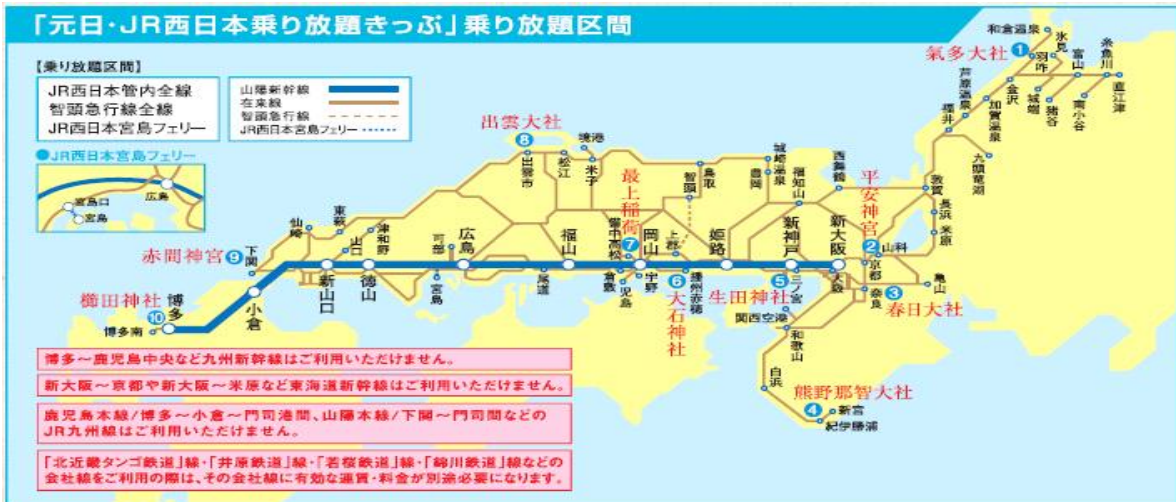 「元日・JR西日本乗り放題きっぷ」乗り放題区間
【乗り放題区間】
JR西日本管内全線
智頭急行線全線
JR西日本宮島フェリー
山陽新幹線
在来線
智頭急行線
JR西日本宮島フェリー
●JR西日本宮島フェリー
広島
宮島口
宮島
氣多大社
1
和倉温泉
羽咋
氷見
富山
糸魚川
直江津
南小谷
猪谷
城端
金沢
加賀温泉
芦原温泉
福井
九頭竜湖
敦賀
長浜
米原
出雲大社
8
出雲市
松江
境港
米子
鳥取
智頭
城崎温泉
豊岡
福知山
西舞鶴
平安神宮
2
山科
京都
亀山
奈良
3
春日大社
最上稲荷
7
備中高松
岡山
上郡
姫路
新神戸
新大阪
大阪
三ノ宮
5
生田神社
播州赤穂
6
大石神社
宇野
児島
倉敷
福山
尾道
広島
可部
宮島
徳山
新山口
津和野
山口
東萩
仙崎
赤間神宮
9
下関
小倉
櫛田神社
10
博多
博多南
関西空港
和歌山
白浜
熊野那智大社
4
新宮
紀伊勝浦
博多～鹿児島中央など九州新幹線はご利用いただけません。
新大阪～京都や新大阪～米原など東海道新幹線はご利用いただけません。
鹿児島本線/博多～小倉～門司港間、山陽本線/下関～門司間などの
JR九州線はご利用いただけません。
「北近畿タンゴ鉄道」線・「井原鉄道」線・「若桜鉄道」線・「錦川鉄道」線などの
会社線をご利用の際は、その会社線に有効な運賃・料金が別途必要になります。